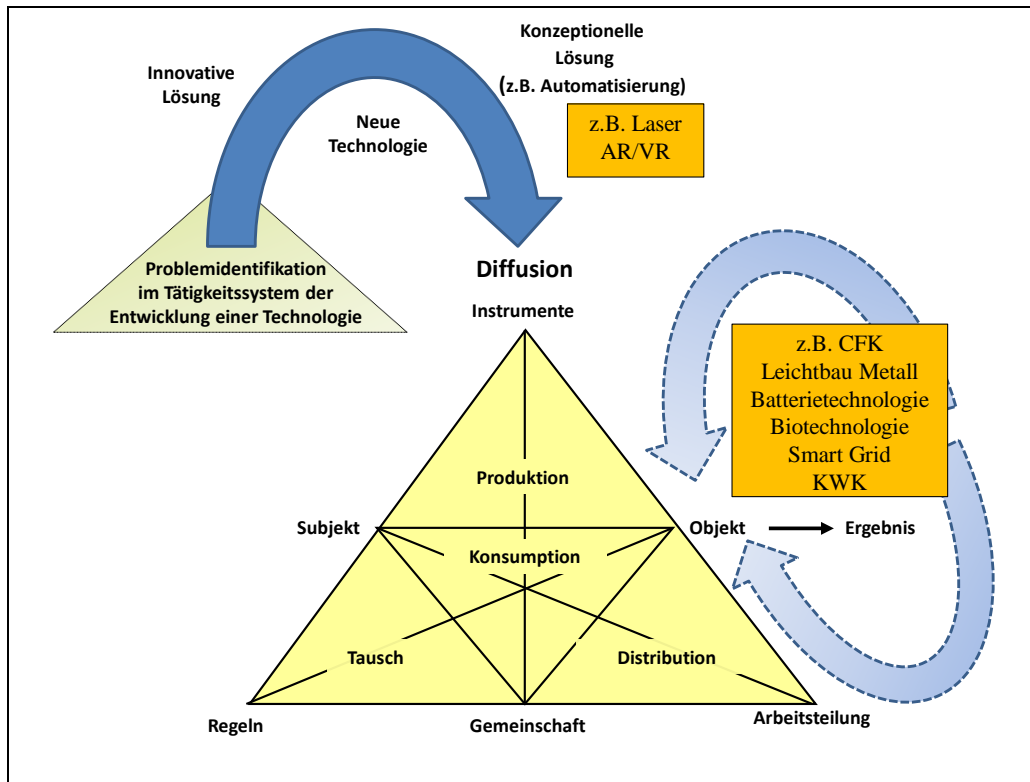 Konzeptionelle
Lösung
(z.B. Automatisierung)
Innovative
Lösung
Neue
Technologie
z.B. Laser
AR/VR
Problemidentifikation
im Tätigkeitssystem der
Entwicklung einer Technologie
Diffusion
Instrumente
z.B. CFK
Leichtbau Metall
Batterietechnologie
Biotechnologie
Smart Grid
KWK
Produktion
Subjekt
Objekt
Ergebnis
Konsumption
Tausch
Distribution
Regeln
Gemeinschaft
Arbeitsteilung